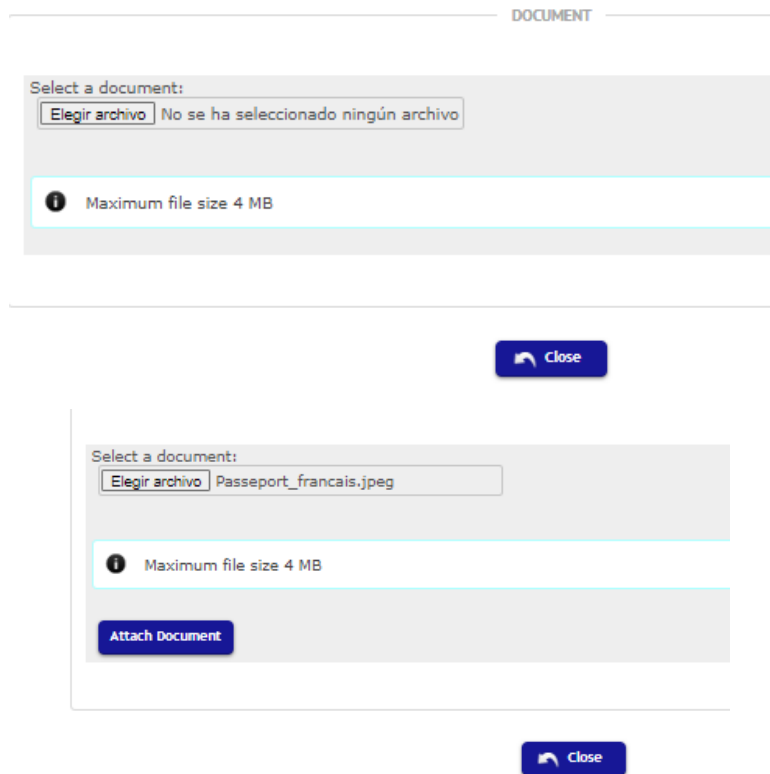 DOCUMENT
Select a document:
Elegir archivo No se ha seleccionado ningún archivo
Maximum file size 4 MB
Close
Select a document:
Elegir archivo Passeport_francais.jpeg
Maximum file size 4 MB
Attach Document
Close